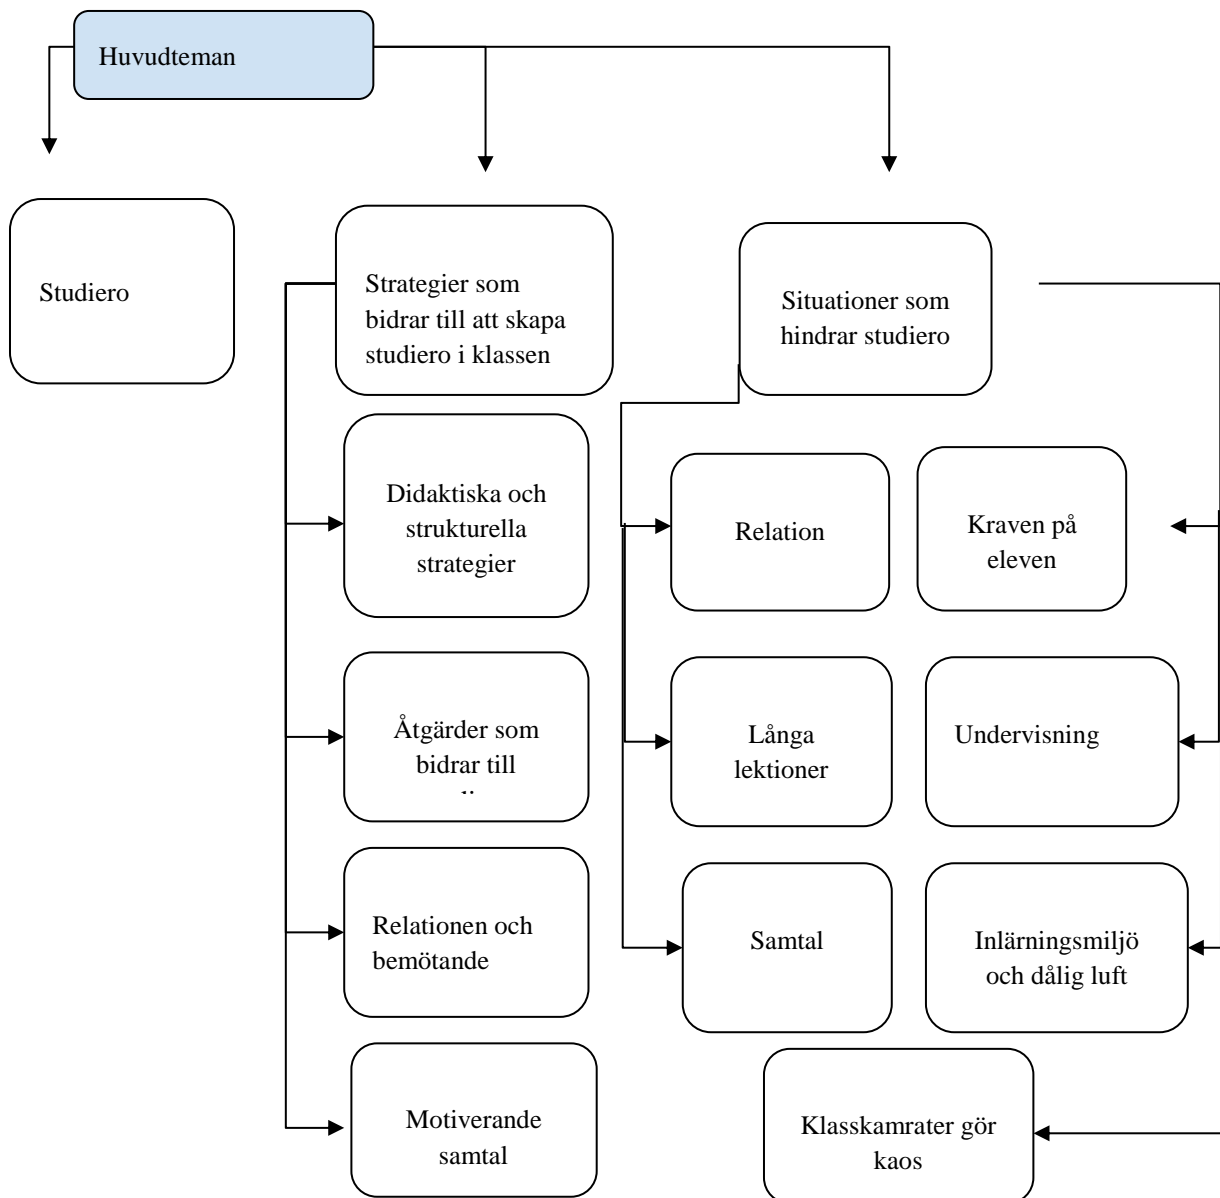 Huvudteman
Studiero
Strategier som
bidrar till att skapa
studiero i klassen
Situationer som
hindrar studiero
Didaktiska och
strukturella
strategier
Relation
Kraven på
eleven
Åtgärder som
bidrar till
Långa
lektioner
Undervisning
Relationen och
bemötande
Samtal
Inlärningsmiljö
och dålig luft
Motiverande
samtal
Klasskamrater gör
kaos